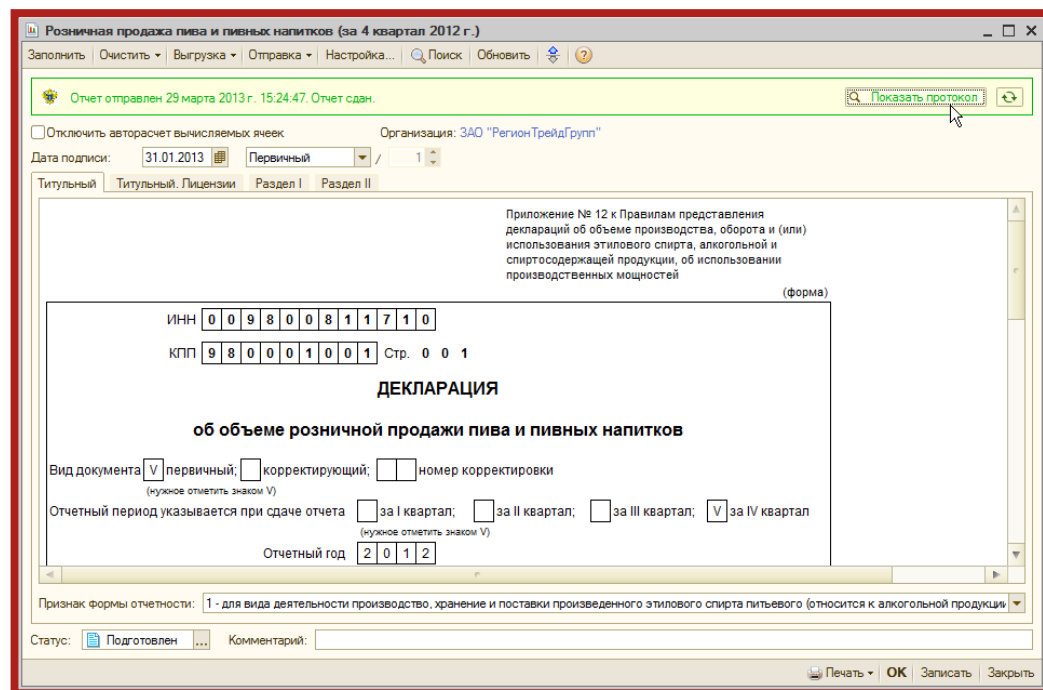 Розничная продажа пива и пивных напитков (за 4 квартал 2012 г.)
Заполнить Очистить Выгрузка Отправка Настройка... Поиск Обновить
Отчет отправлен 29 марта 2013 г. 15:24:47. Отчет сдан. Показать протокол
Отключить авторасчет вычисляемых ячеек Организация: ЗАО "РегионТрейдГрупп"
Дата подписи: 31.01.2013 Первичный / 1
Титульный Титульный. Лицензии Раздел I Раздел II
Приложение № 12 к Правилам представления
деклараций об объеме производства, оборота и (или)
использования этилового спирта, алкогольной и
спиртосодержащей продукции, об использовании
производственных мощностей
(форма)
ИНН 0 0 9 8 0 0 8 1 1 7 1 0
КПП 9 8 0 0 0 1 0 0 1 Стр. 0 0 1
ДЕКЛАРАЦИЯ
об объеме розничной продажи пива и пивных напитков
Вид документа V первичный; корректирующий; номер корректировки
(нужное отметить знаком V)
Отчетный период указывается при сдаче отчета за I квартал; за II квартал; за III квартал; V за IV квартал
(нужное отметить знаком V)
Отчетный год 2 0 1 2
Признак формы отчетности: 1 - для вида деятельности производство, хранение и поставки произведенного этилового спирта питьевого (относится к алкогольной продукции
Статус: Подготовлен ... Комментарий:
Печать OK Записать Закрыть